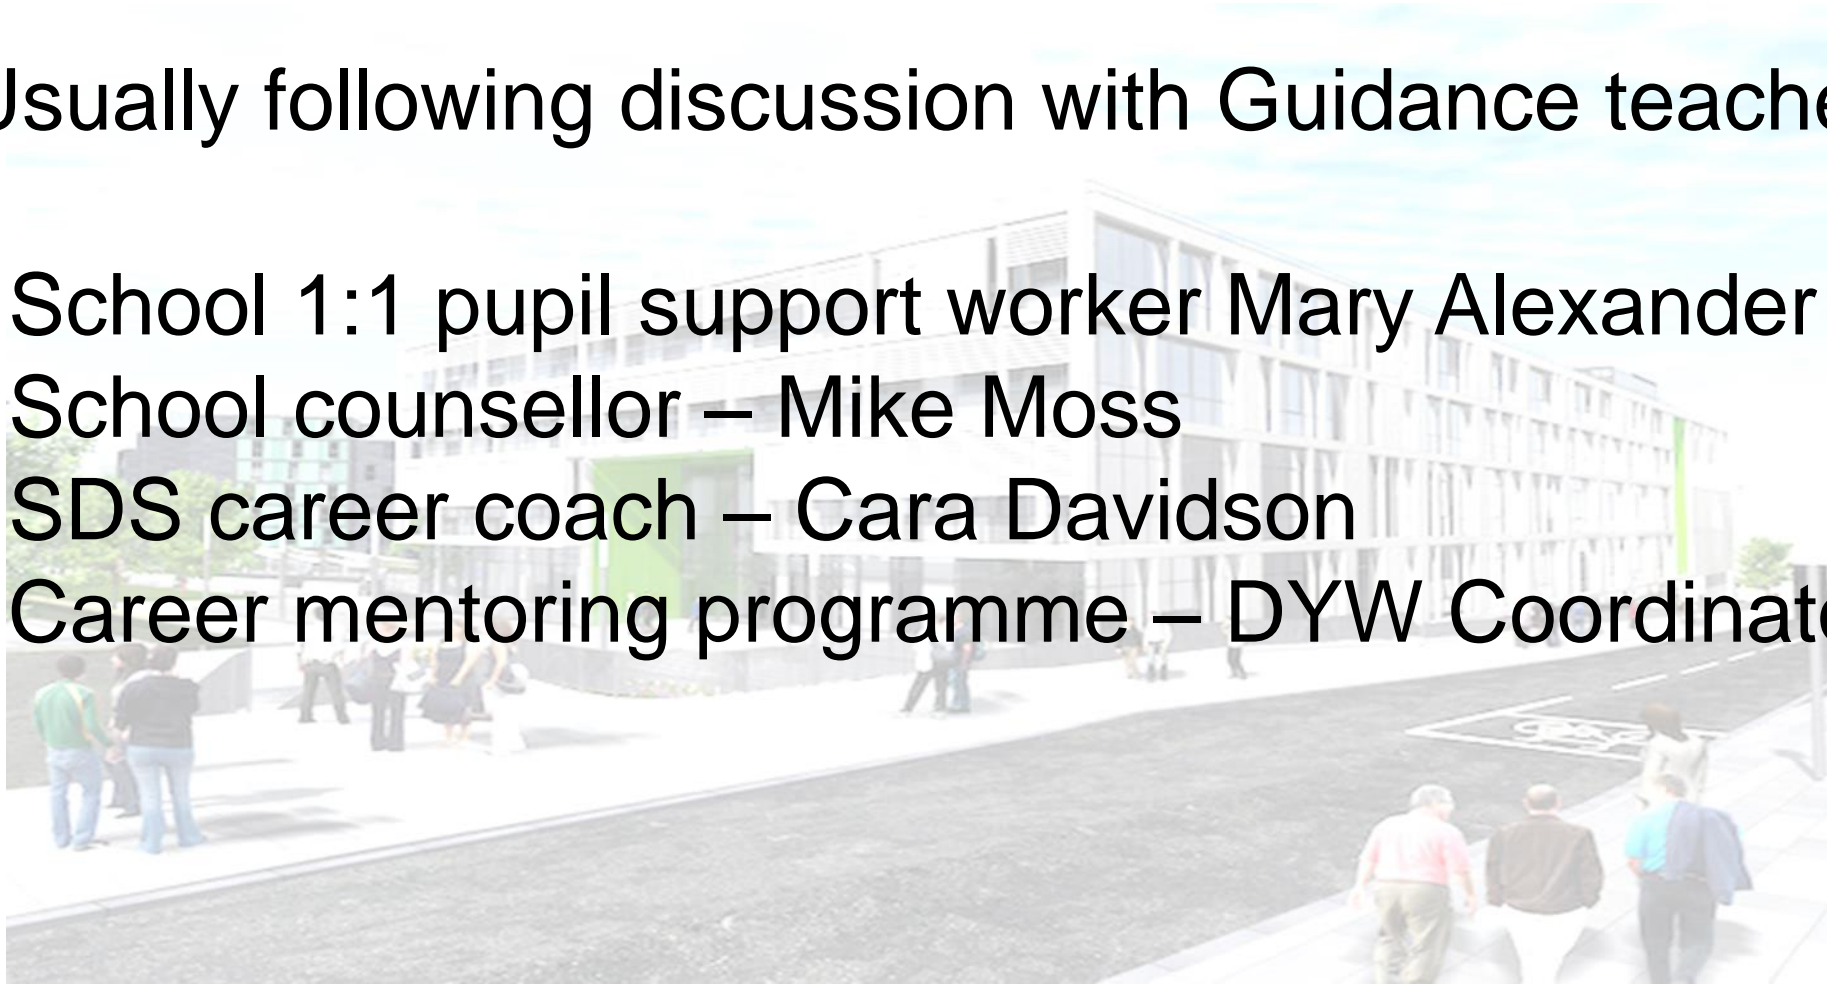 Usually following discussion with Guidance teache
School 1:1 pupil support worker Mary Alexander
School counsellor – Mike Moss
SDS career coach – Cara Davidson
Career mentoring programme – DYW Coordinato